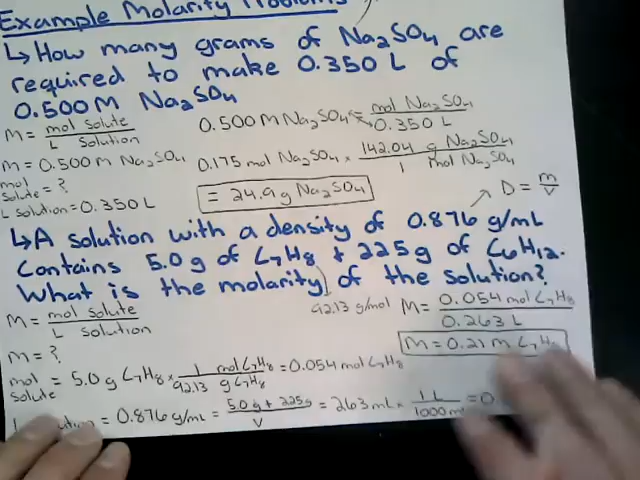 Example Molarity Problems
↳ How many grams of Na2SO4 are
required to make 0.350 L of
0.500 M Na2SO4
M = mol solute / L solution
0.500 M Na2SO4 = mol Na2SO4 / 0.350 L
M = 0.500 M Na2SO4
0.175 mol Na2SO4 × 142.04 g Na2SO4 / 1 mol Na2SO4
mol solute = ?
= 24.9 g Na2SO4
L solution = 0.350 L
D = m/v
↳ A solution with a density of 0.876 g/mL
contains 5.0 g of C7H8 + 225 g of C6H12.
What is the molarity of the solution?
92.13 g/mol
M = mol solute / L solution
M = 0.054 mol C7H8 / 0.263 L
M = ?
M = 0.21 M C7H8
mol solute = 5.0 g C7H8 × 1 mol C7H8 / 92.13 g C7H8 = 0.054 mol C7H8
= 0.876 g/mL = 5.0 g + 225 g / V = 263 mL × 1 L / 1000 m = 0